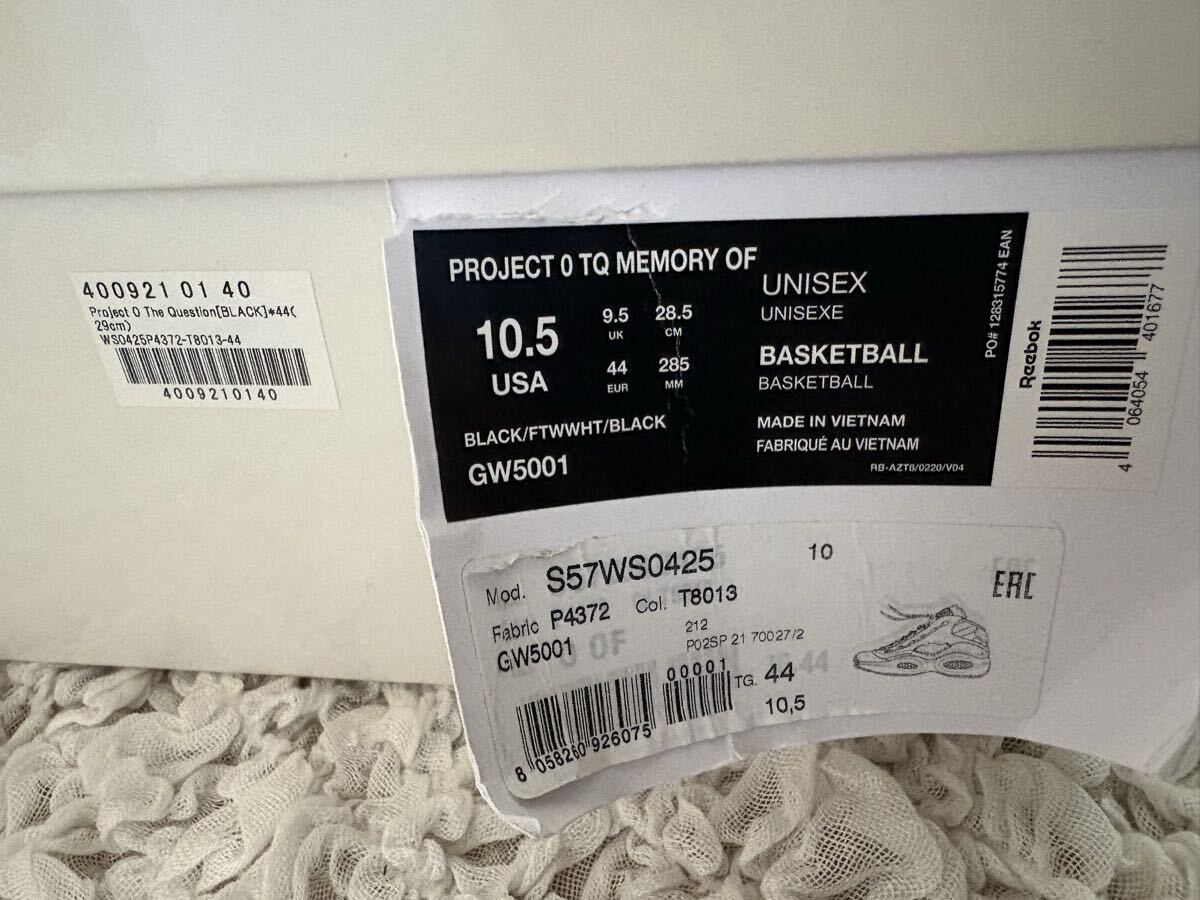 400921 01 40
Project 0 The Question[BLACK]*44(
29cm)
WS0425P4372-T8013-44
4009210140
PROJECT 0 TQ MEMORY OF
10.5
USA
9.5
UK
28.5
CM
44
EUR
285
MM
BLACK/FTWWHT/BLACK
GW5001
UNISEX
UNISEXE
BASKETBALL
BASKETBALL
MADE IN VIETNAM
FABRIQUÉ AU VIETNAM
RB-AZT8/0220/V04
PO# 128315774 EAN
Reebok
4 064054 401677
Mod. S57WS0425
10
Fabric P4372 Col. T8013
GW5001
212
P02SP 21 70027/2
00001
TG. 44
10,5
8 058260 926075
EAC